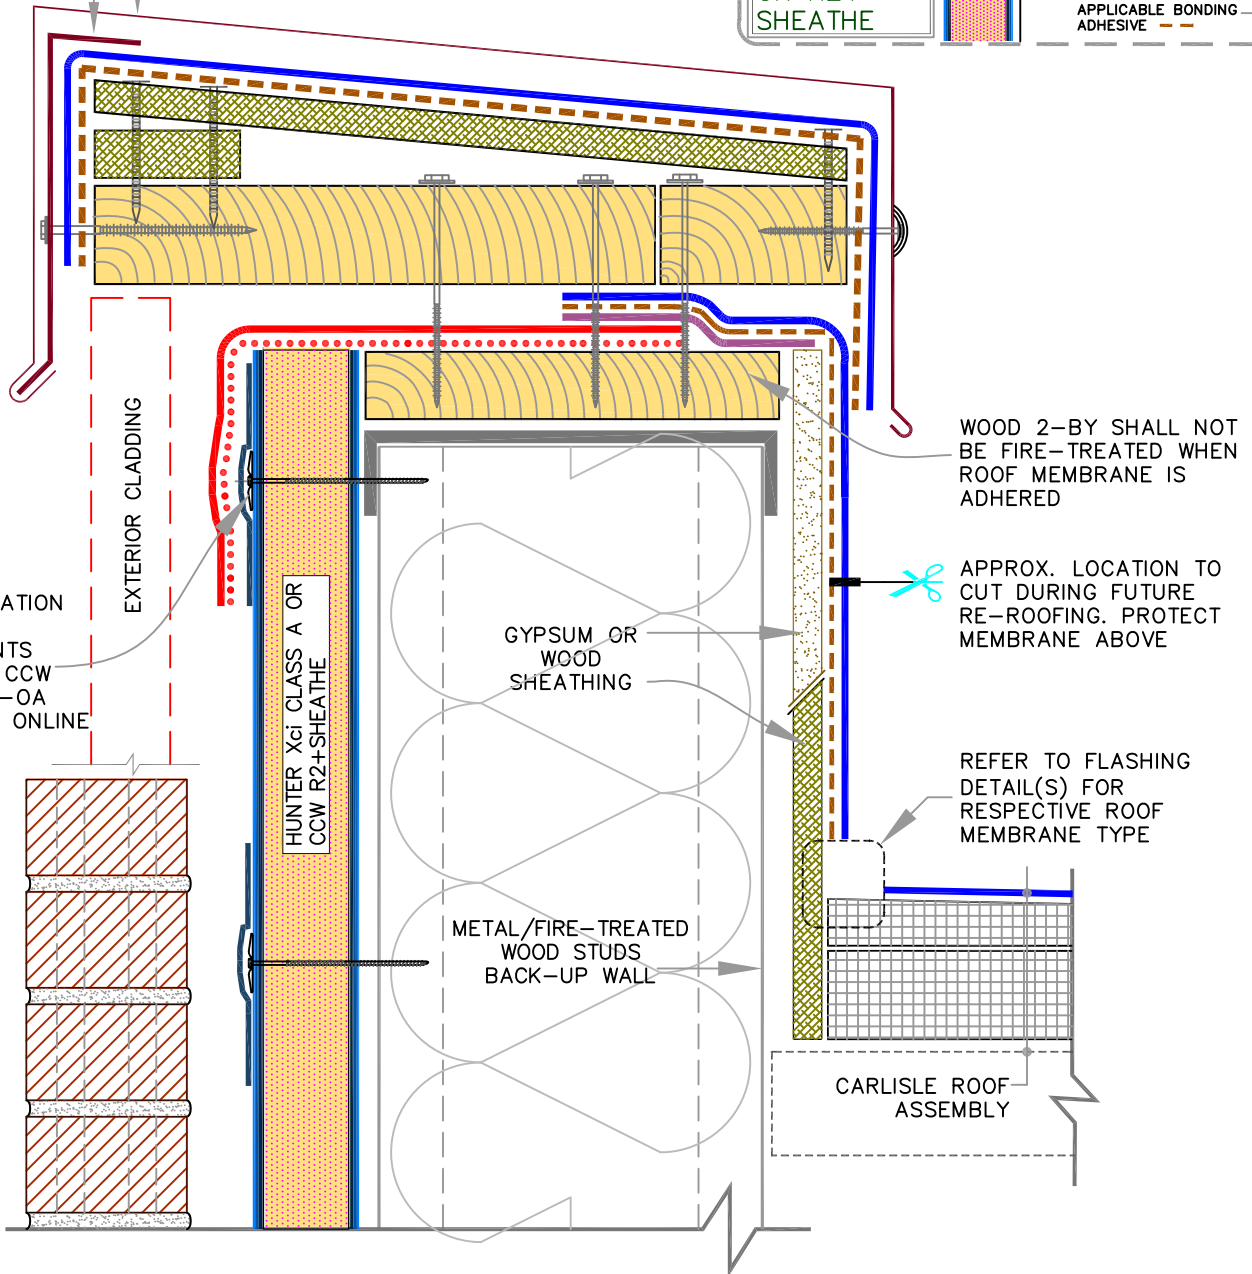 SHEATHE
APPLICABLE BONDING
ADHESIVE
EXTERIOR CLADDING
WOOD 2-BY SHALL NOT
BE FIRE-TREATED WHEN
ROOF MEMBRANE IS
ADHERED
APPROX. LOCATION TO
CUT DURING FUTURE
RE-ROOFING. PROTECT
MEMBRANE ABOVE
ATION
NTS
CCW
-OA
ONLINE
HUNTER Xci CLASS A OR
CCW R2+SHEATHE
GYPSUM OR
WOOD
SHEATHING
REFER TO FLASHING
DETAIL(S) FOR
RESPECTIVE ROOF
MEMBRANE TYPE
METAL/FIRE-TREATED
WOOD STUDS
BACK-UP WALL
CARLISLE ROOF
ASSEMBLY